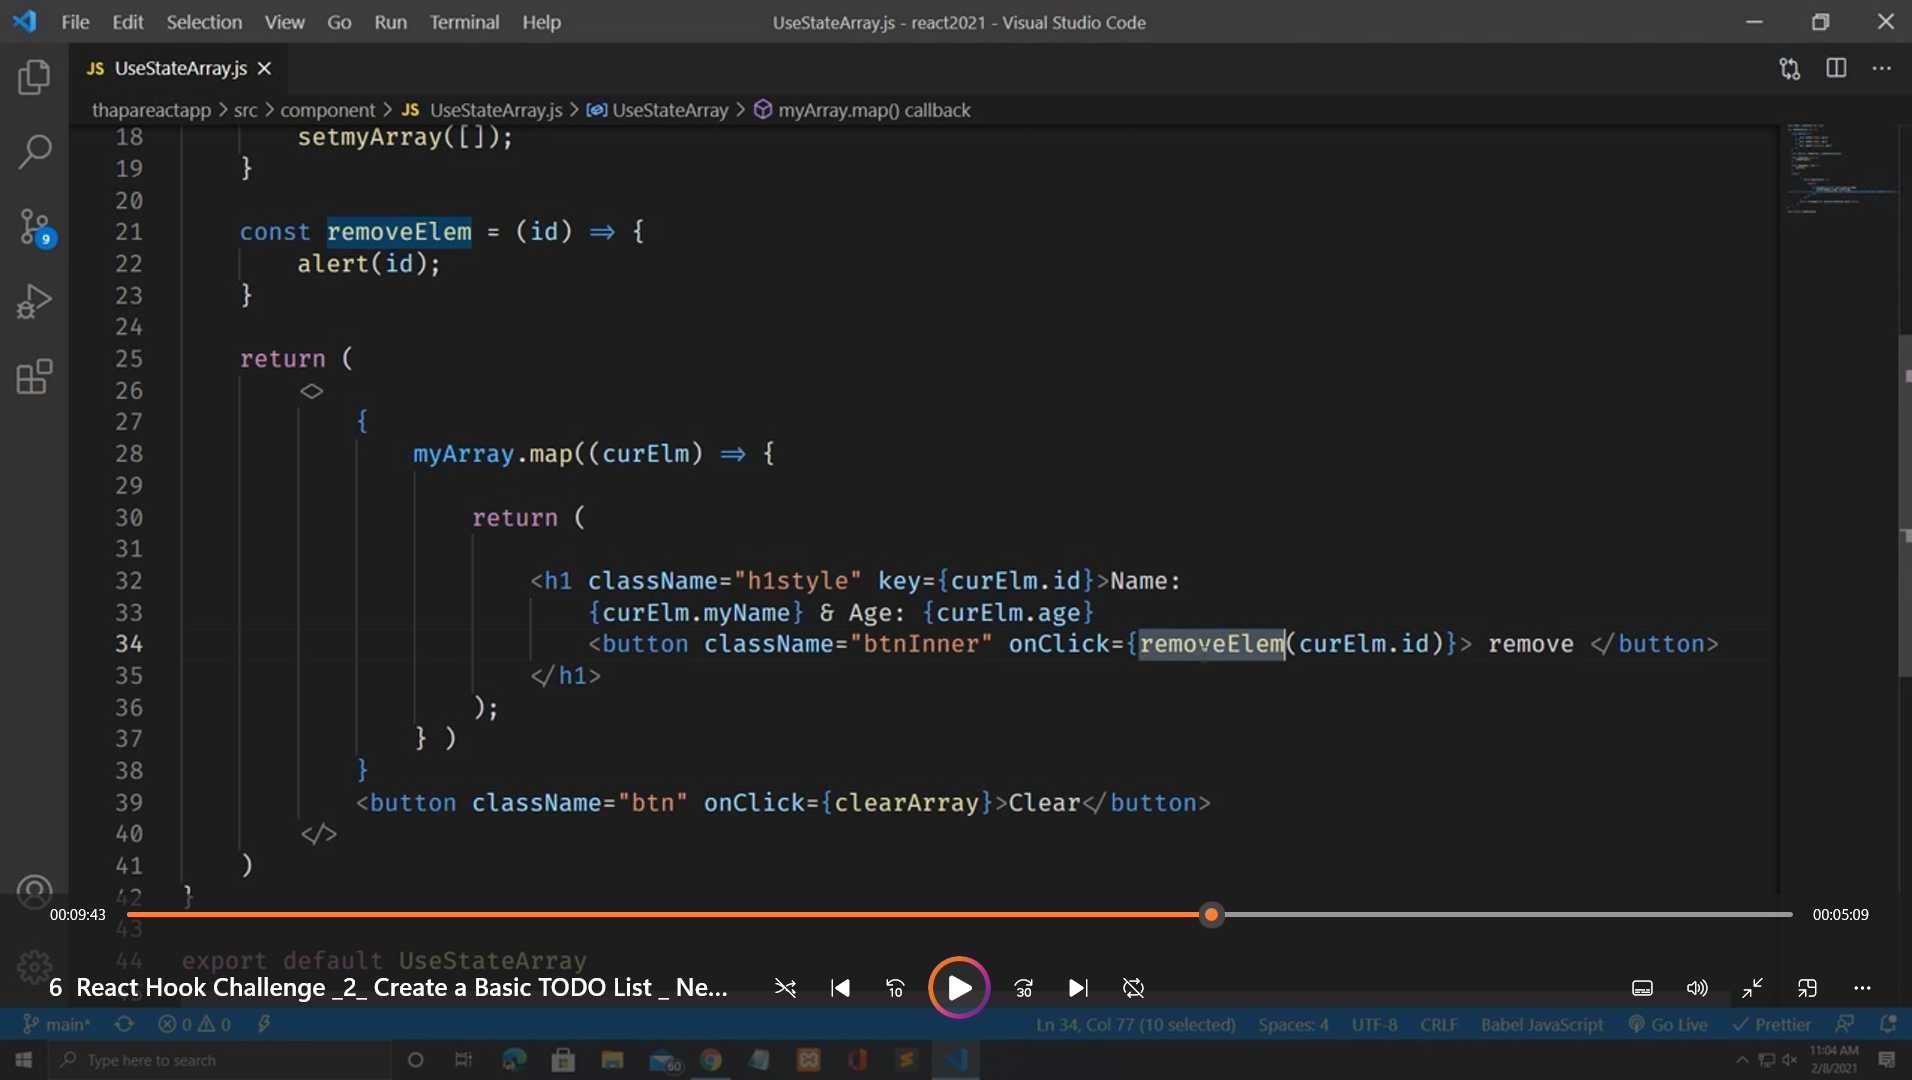 File Edit Selection View Go Run Terminal Help
UseStateArray.js - react2021 - Visual Studio Code
JS UseStateArray.js
thapareactapp > src > component > JS UseStateArray.js > UseStateArray > myArray.map() callback
18 setmyArray([]);
19 }
20
21 const removeElem = (id) => {
22 alert(id);
23 }
24
25 return (
26 <>
27 {
28 myArray.map((curElm) => {
29
30 return (
31
32 <h1 className="h1style" key={curElm.id}>Name:
33 {curElm.myName} & Age: {curElm.age}
34 <button className="btnInner" onClick={removeElem(curElm.id)}> remove </button>
35 </h1>
36 );
37 } )
38 }
39 <button className="btn" onClick={clearArray}>Clear</button>
40 </>
41 )
42 }
9
00:09:43
00:05:09
43
44 export default UseStateArray
6 React Hook Challenge _2_ Create a Basic TODO List _ Ne...
10
30
main* 0 0
Ln 34, Col 77 (10 selected) Spaces: 4 UTF-8 CRLF Babel JavaScript Go Live Prettier
Type here to search
60
11:04 AM
2/8/2021